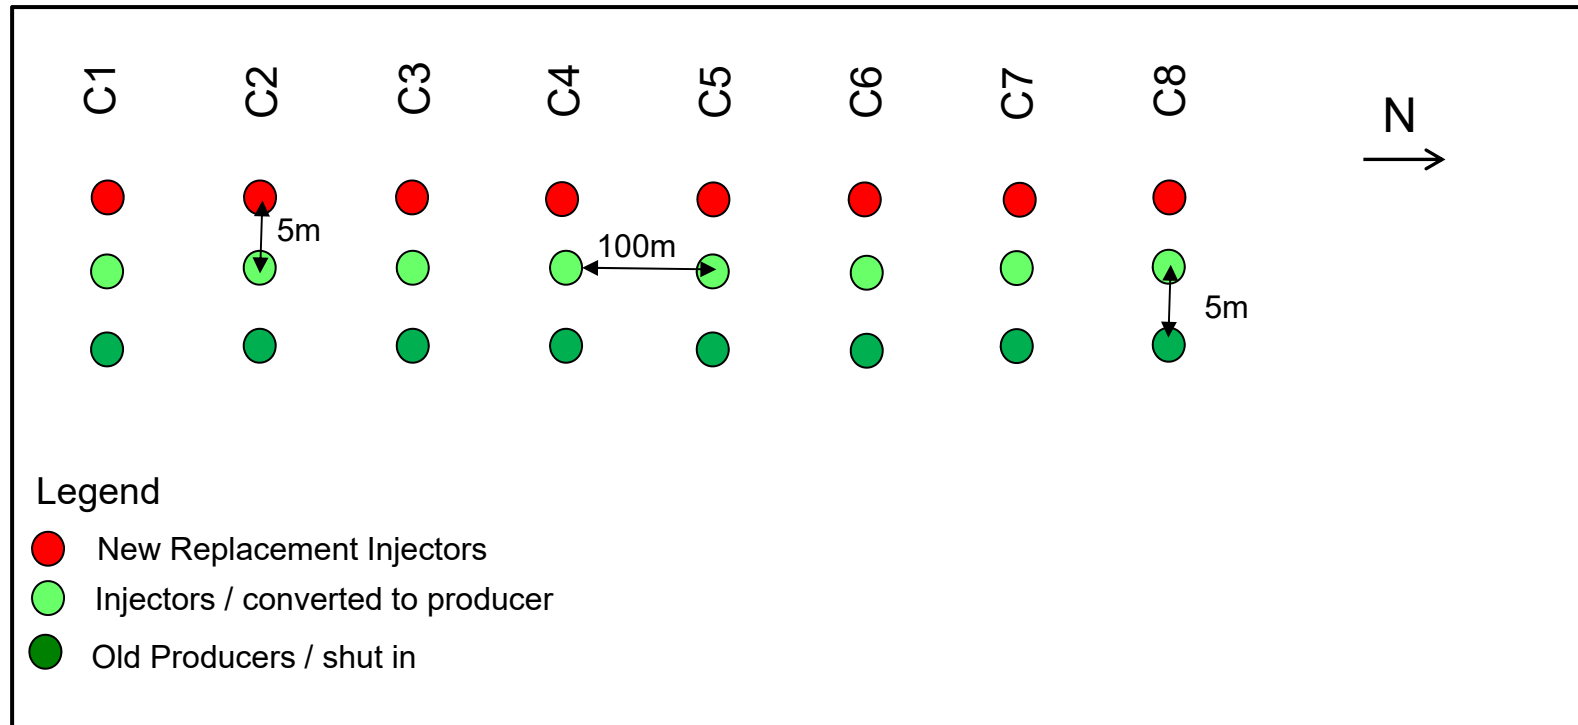 C1
C2
C3
C4
C5
C6
C7
C8
N
5m
100m
5m
Legend
New Replacement Injectors
Injectors / converted to producer
Old Producers / shut in